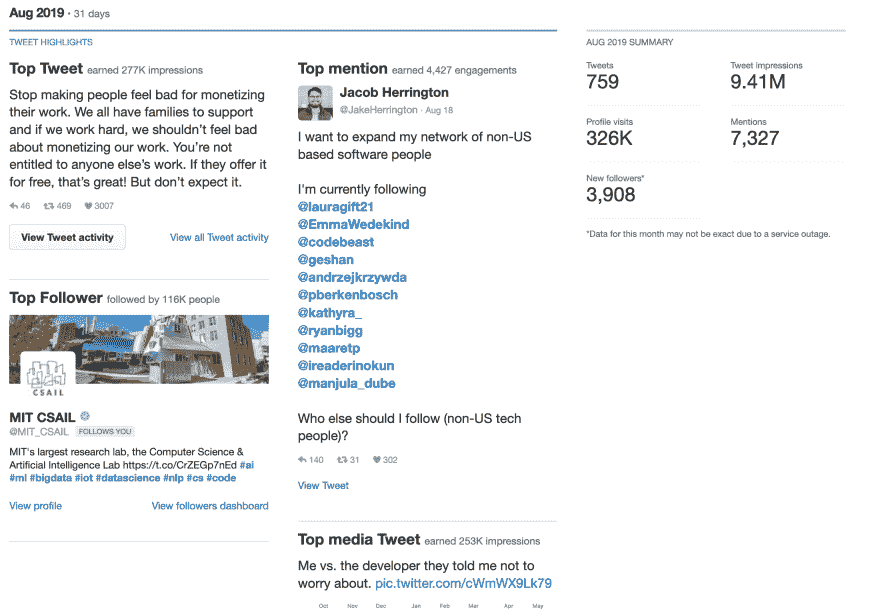 Aug 2019 · 31 days
TWEET HIGHLIGHTS
Top Tweet earned 277K impressions
Stop making people feel bad for monetizing
their work. We all have families to support
and if we work hard, we shouldn't feel bad
about monetizing our work. You're not
entitled to anyone else's work. If they offer it
for free, that's great! But don't expect it.
46 469 3007
View Tweet activity View all Tweet activity
Top Follower followed by 116K people
CSAIL
MIT CSAIL
@MIT_CSAIL FOLLOWS YOU
MIT's largest research lab, the Computer Science &
Artificial Intelligence Lab https://t.co/CrZEGp7nEd #ai
#ml #bigdata #iot #datascience #nlp #cs #code
View profile View followers dashboard
Top mention earned 4,427 engagements
Jacob Herrington
@JakeHerrington · Aug 18
I want to expand my network of non-US
based software people
I'm currently following
@lauragift21
@EmmaWedekind
@codebeast
@geshan
@andrzejkrzywda
@pberkenbosch
@kathyra_
@ryanbigg
@maaretp
@ireaderinokun
@manjula_dube
Who else should I follow (non-US tech
people)?
140 31 302
View Tweet
Top media Tweet earned 253K impressions
Me vs. the developer they told me not to
worry about. pic.twitter.com/cWmWX9Lk79
Oct Nov Dec Jan Feb Mar Apr May
AUG 2019 SUMMARY
Tweets
759
Tweet impressions
9.41M
Profile visits
326K
Mentions
7,327
New followers*
3,908
*Data for this month may not be exact due to a service outage.